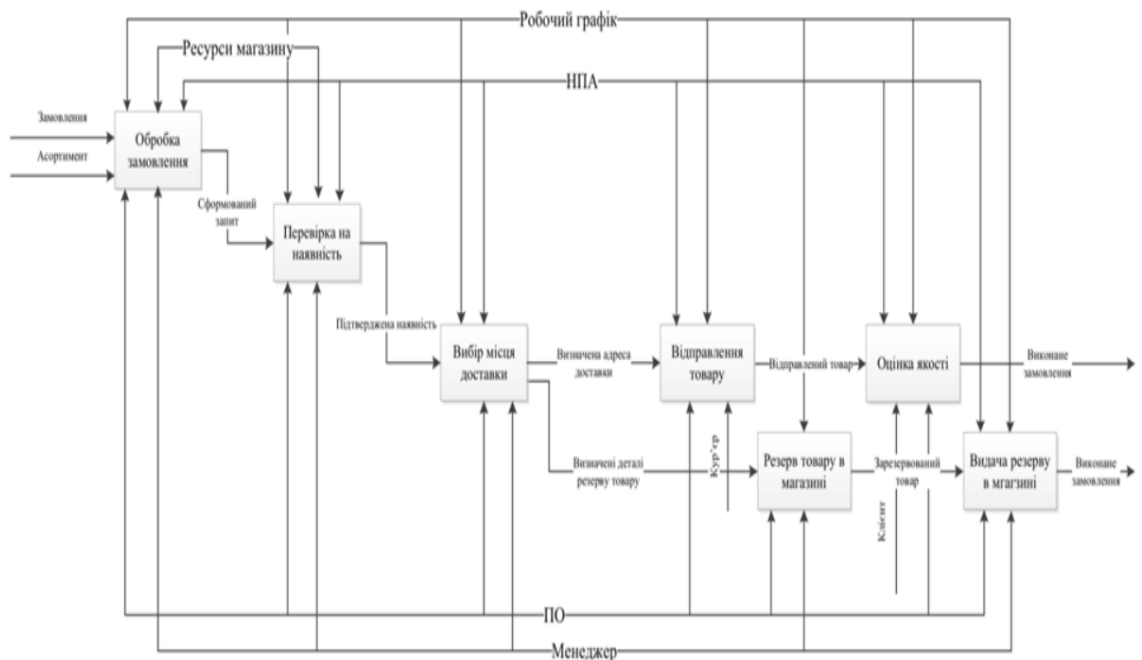 Робочий графік
Ресурси магазину
НПА
Замовлення
Асортимент
Обробка
замовлення
Сформований
запит
Перевірка на
наявність
Підтверджена наявність
Вибір місця
доставки
Визначена адреса
доставки
Відправлення
товару
Відправлений товар
Оцінка якості
Виконане
замовлення
Визначені деталі
резерву товару
Кур’єр
Резерв товару в
магазині
Зарезервований
товар
Клієнт
Видача резерву
в мгагзині
Виконане
замовлення
ПО
Менеджер